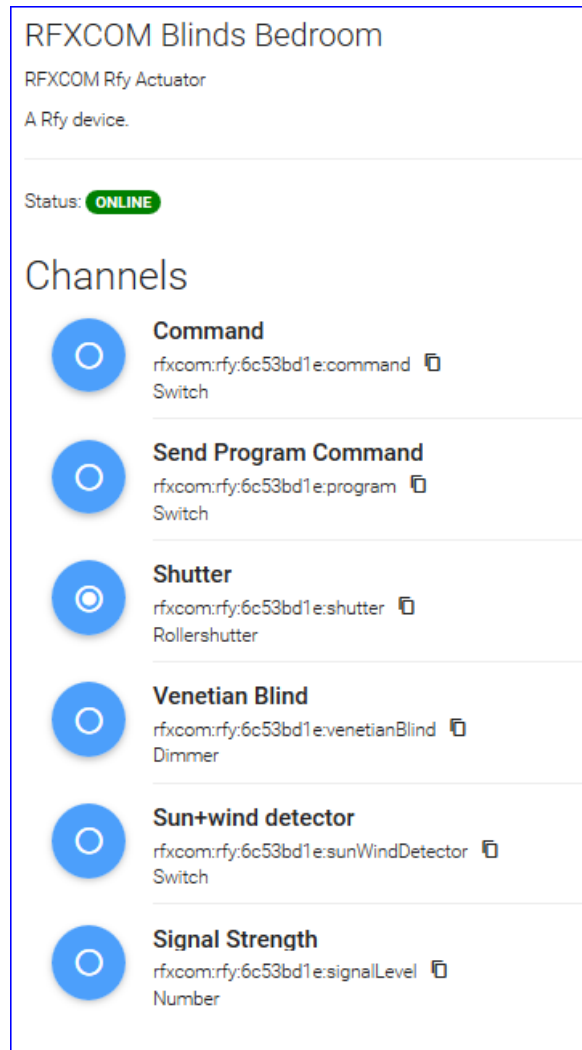 RFXCOM Blinds Bedroom
RFXCOM Rfy Actuator
A Rfy device.
Status: ONLINE
Channels
Command
rfxcom:rfy:6c53bd1e:command
Switch
Send Program Command
rfxcom:rfy:6c53bd1e:program
Switch
Shutter
rfxcom:rfy:6c53bd1e:shutter
Rollershutter
Venetian Blind
rfxcom:rfy:6c53bd1e:venetianBlind
Dimmer
Sun+wind detector
rfxcom:rfy:6c53bd1e:sunWindDetector
Switch
Signal Strength
rfxcom:rfy:6c53bd1e:signalLevel
Number